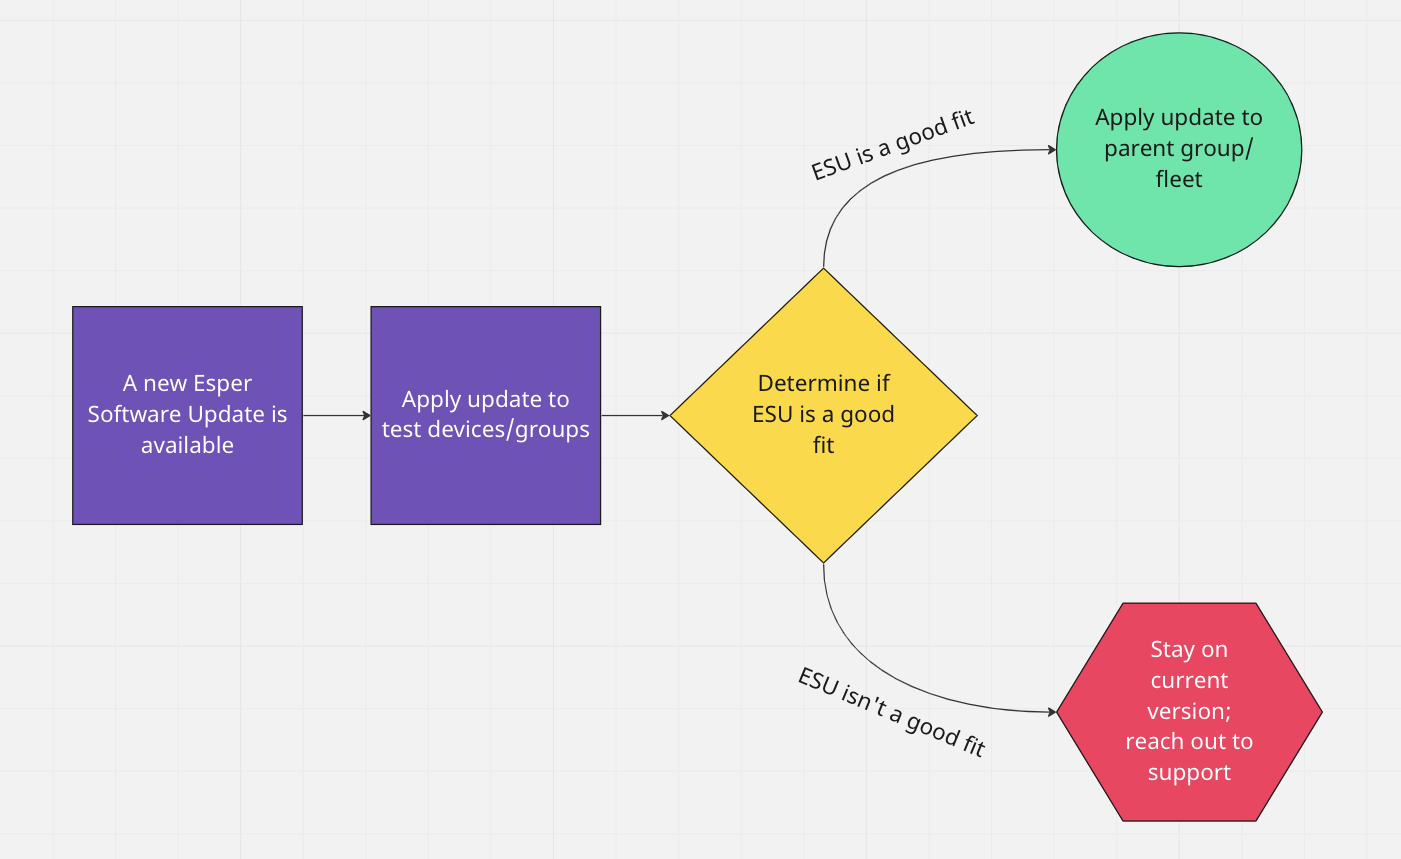 A new Esper
Software Update is
available
Apply update to
test devices/groups
Determine if
ESU is a good
fit
ESU is a good fit
Apply update to
parent group/
fleet
ESU isn't a good fit
Stay on
current
version;
reach out to
support